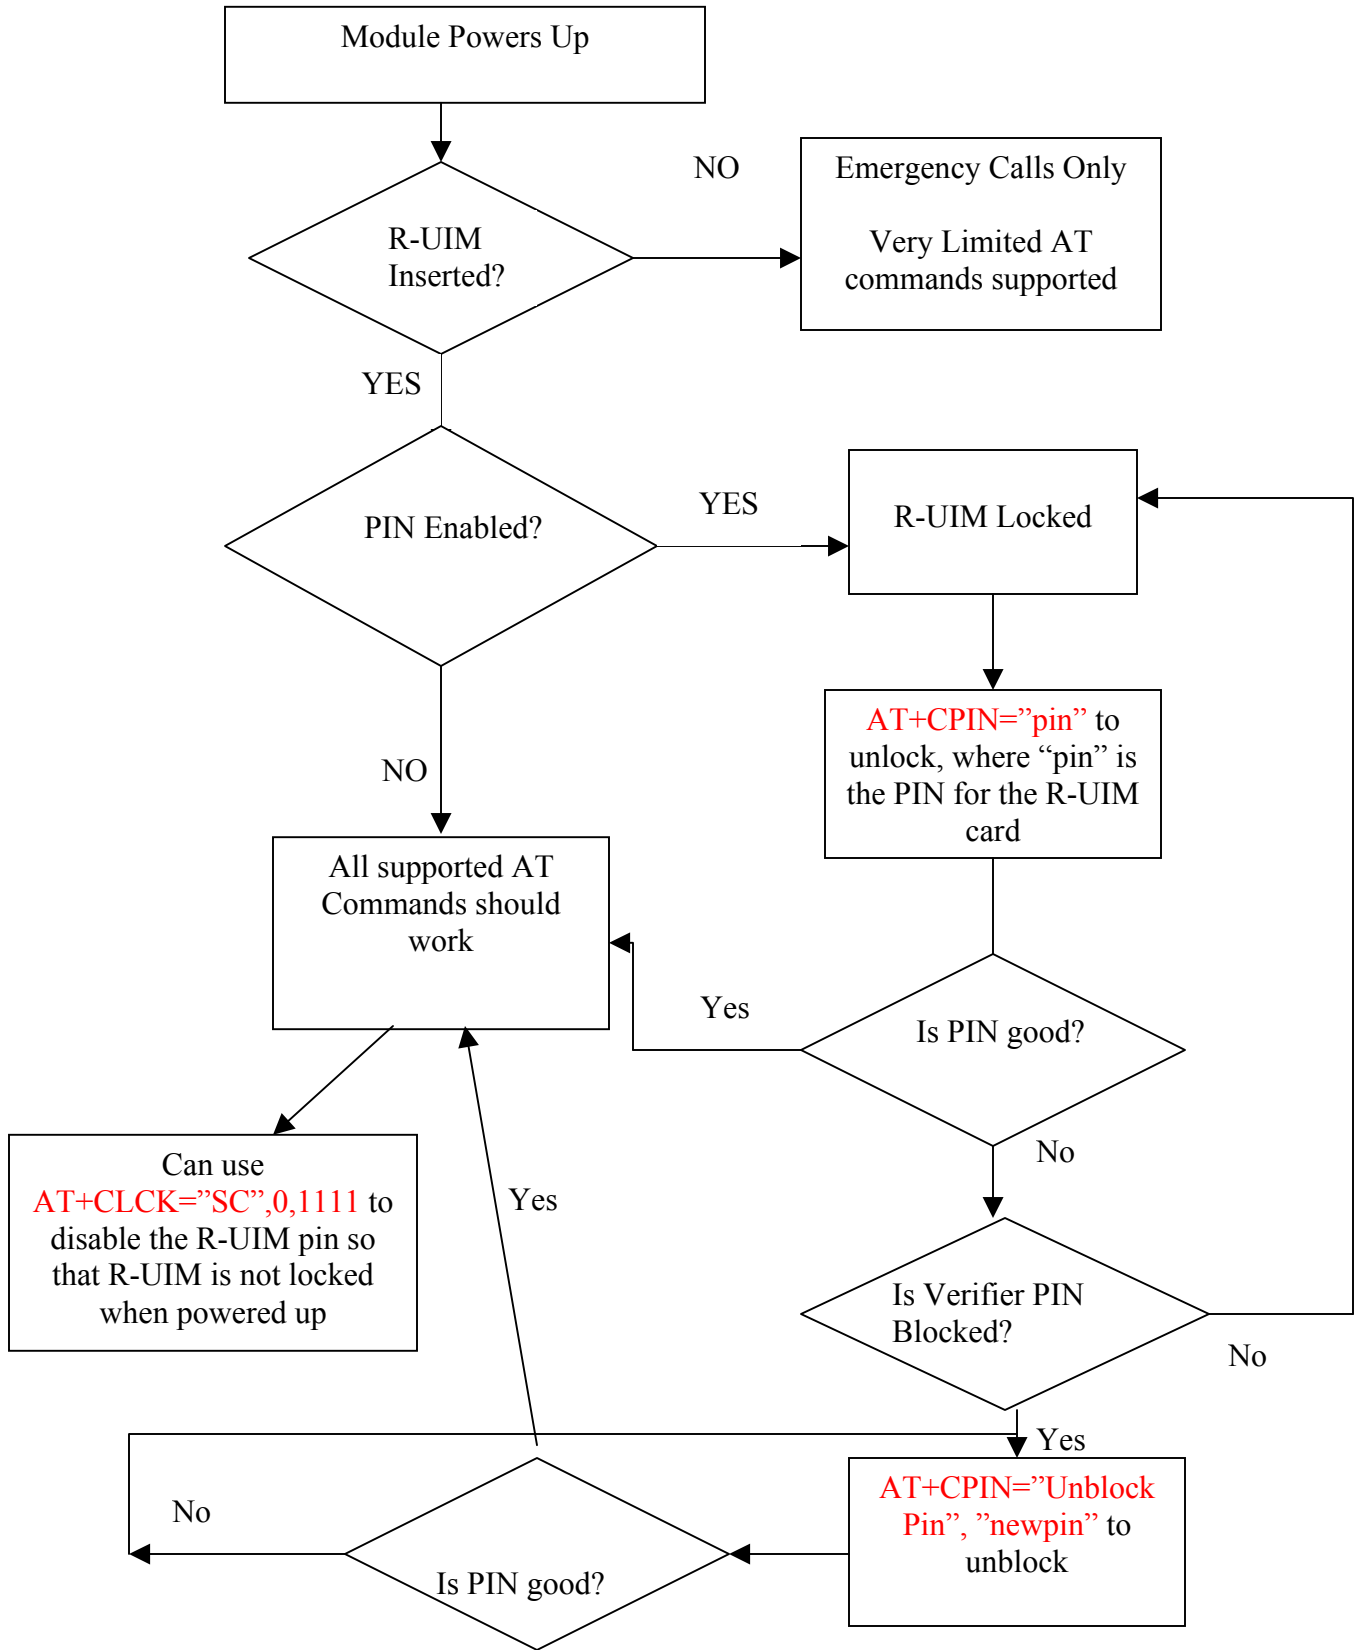 Module Powers Up
NO
Emergency Calls Only
Very Limited AT
commands supported
R-UIM
Inserted?
YES
PIN Enabled?
YES
R-UIM Locked
AT+CPIN=”pin” to
unlock, where “pin” is
the PIN for the R-UIM
card
NO
All supported AT
Commands should
work
Yes
Is PIN good?
No
Can use
AT+CLCK=”SC”,0,1111 to
disable the R-UIM pin so
that R-UIM is not locked
when powered up
Yes
Is Verifier PIN
Blocked?
No
Yes
AT+CPIN=”Unblock
Pin”, ”newpin” to
unblock
No
Is PIN good?